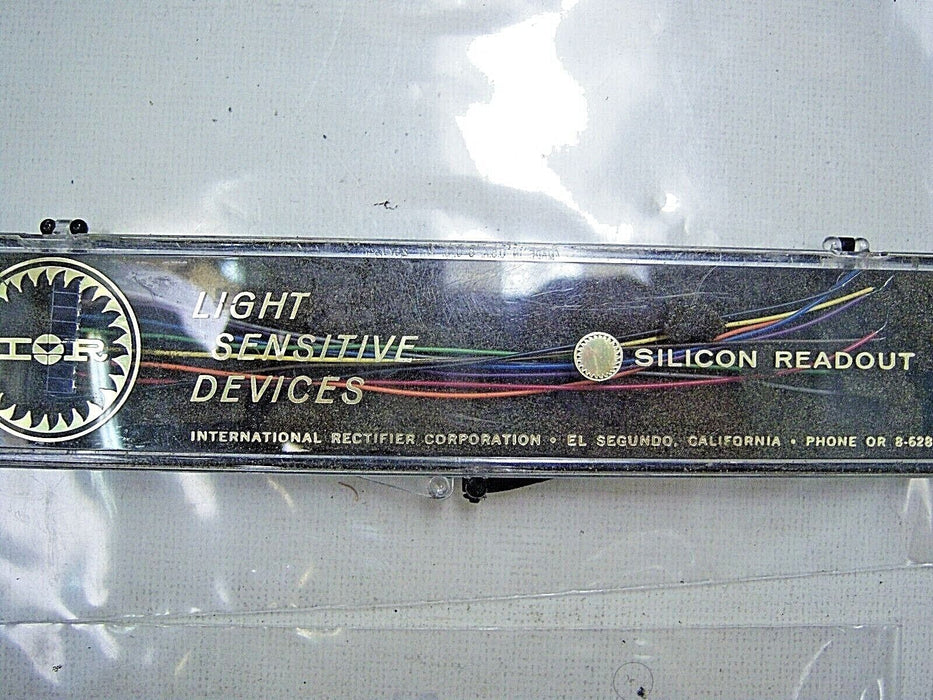 LIGHT
SENSITIVE
DEVICES
SILICON READOUT
INTERNATIONAL RECTIFIER CORPORATION • EL SEGUNDO, CALIFORNIA • PHONE OR 8-628
IOR